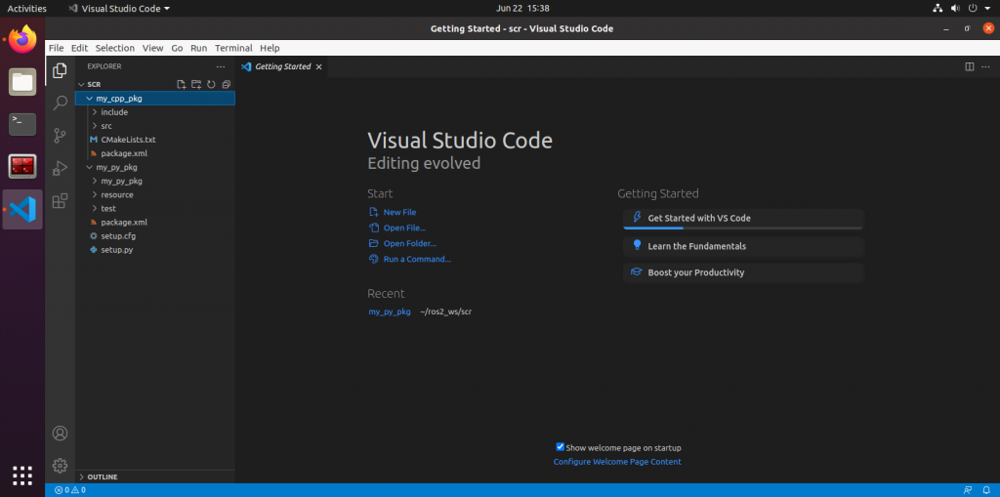 Activities
Visual Studio Code
Jun 22 15:38
Getting Started - scr - Visual Studio Code
File Edit Selection View Go Run Terminal Help
EXPLORER
Getting Started
SCR
my_cpp_pkg
include
src
CMakeLists.txt
package.xml
my_py_pkg
my_py_pkg
resource
test
package.xml
setup.cfg
setup.py
OUTLINE
Visual Studio Code
Editing evolved
Start
New File
Open File...
Open Folder...
Run a Command...
Recent
my_py_pkg ~/ros2_ws/scr
Getting Started
Get Started with VS Code
Learn the Fundamentals
Boost your Productivity
Show welcome page on startup
Configure Welcome Page Content
0 0